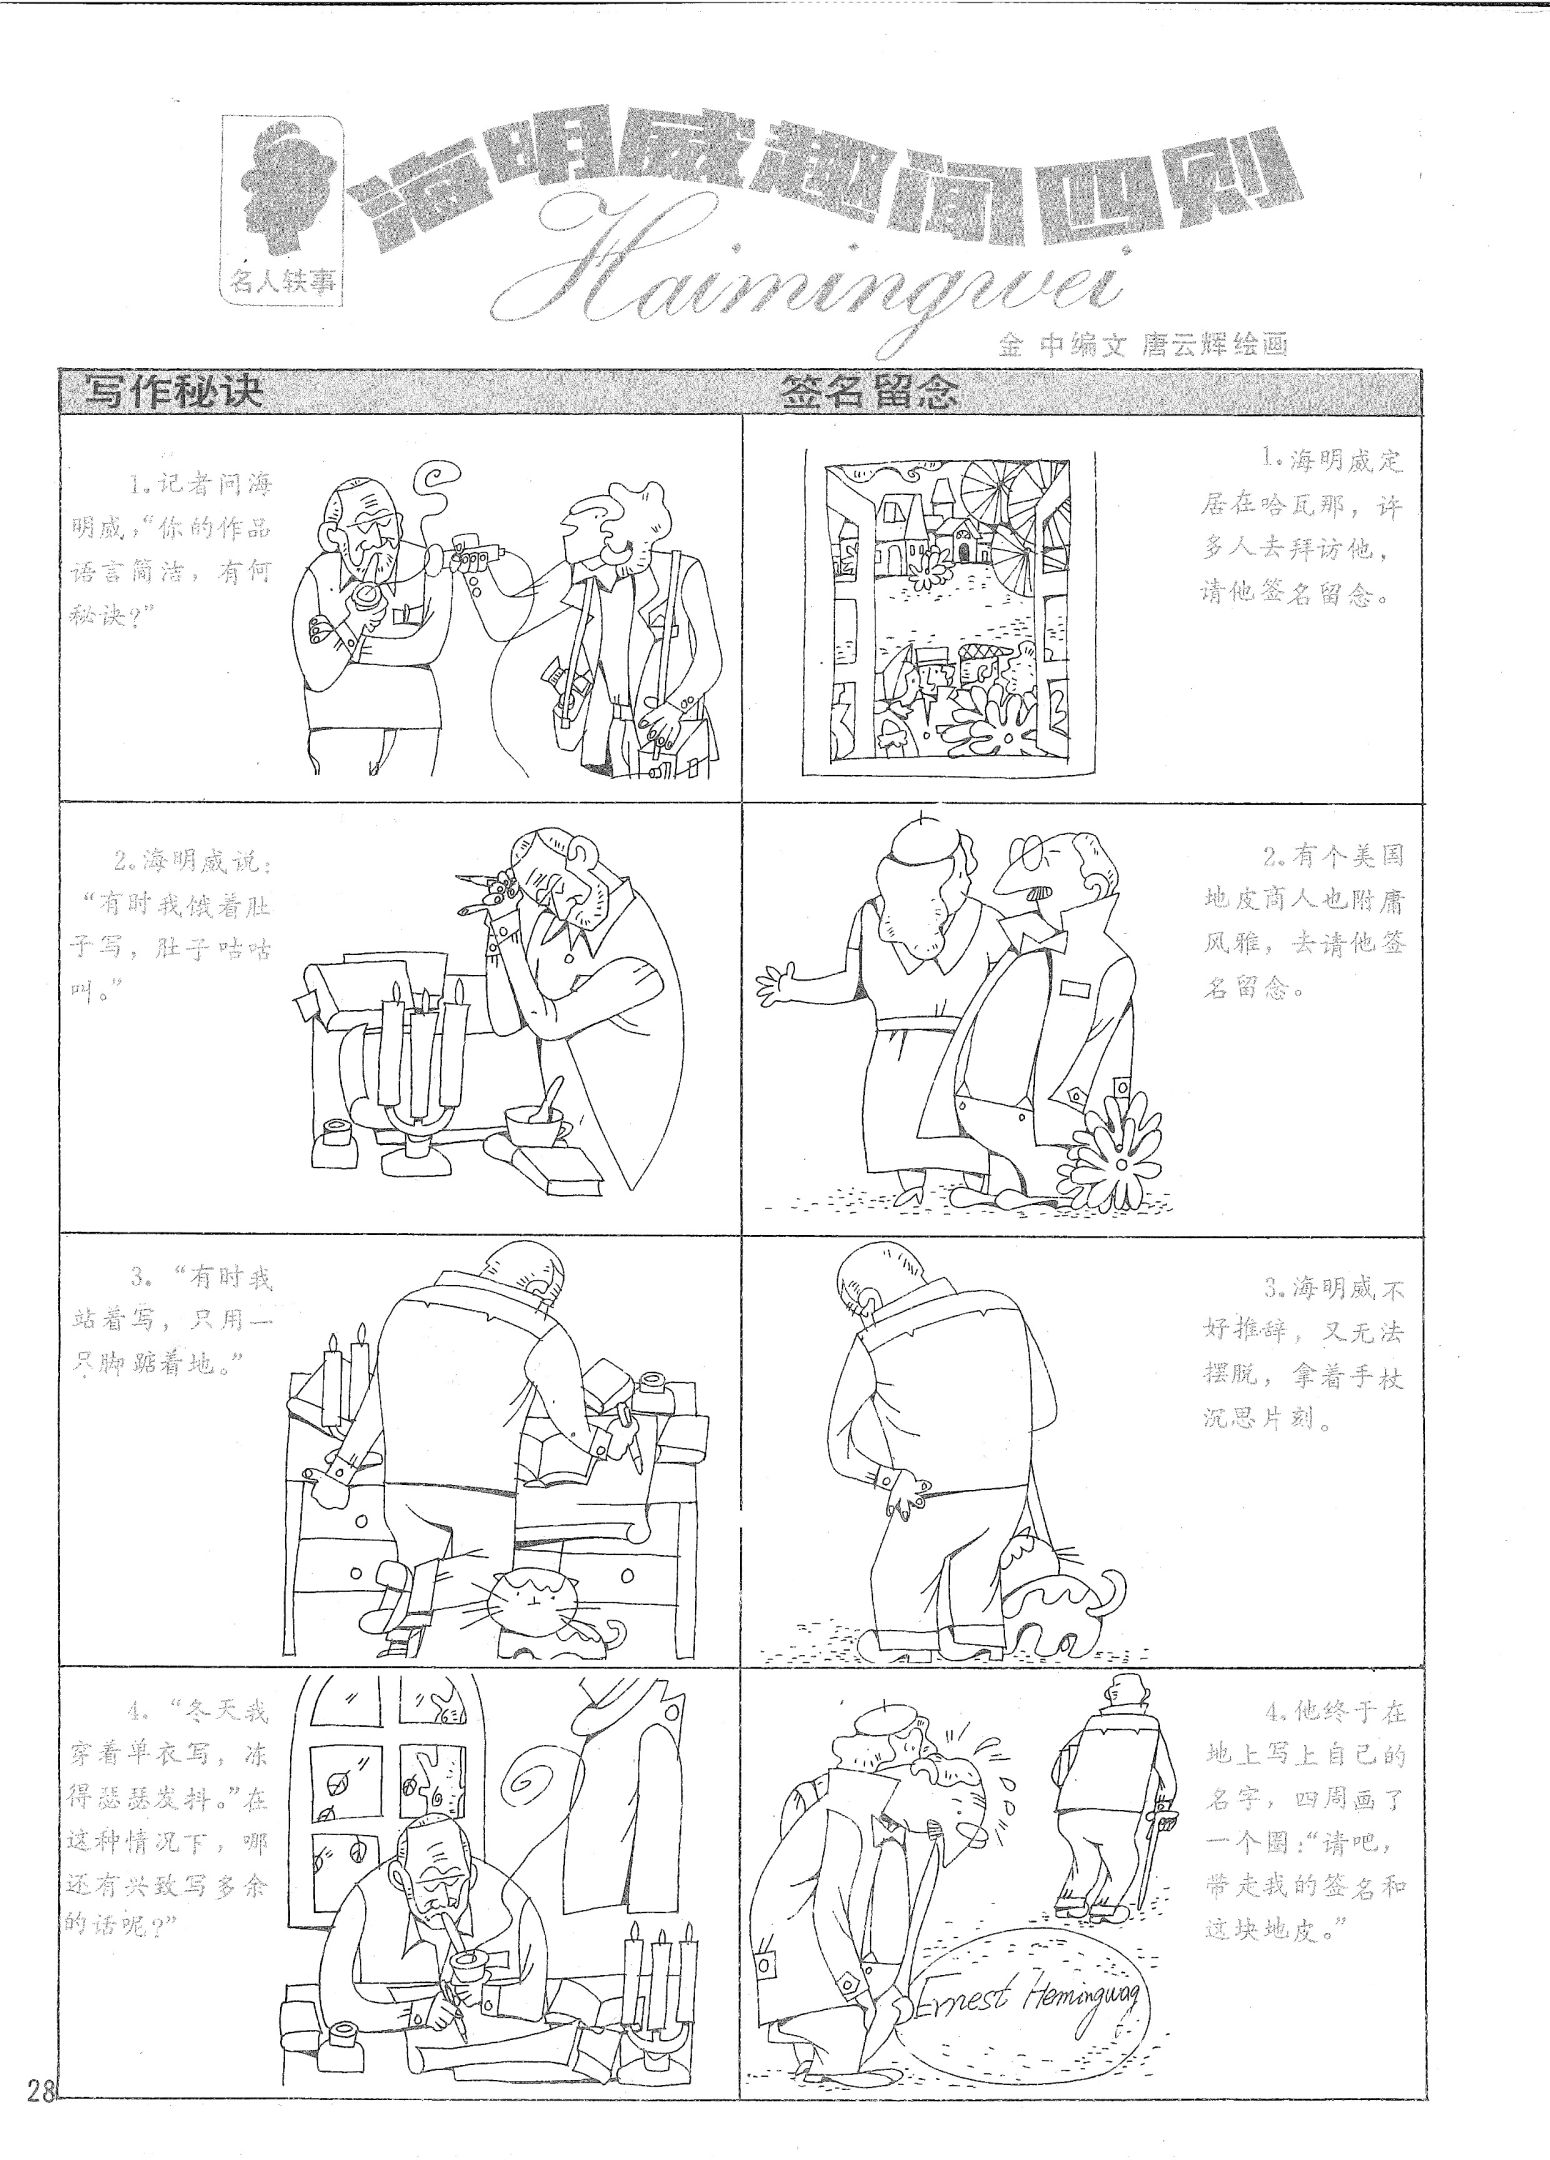 海明威趣闻四则
Haimingwei
名人轶事
金 中编文 唐云辉绘画
写作秘诀
1.记者问海
明威，“你的作品
语言简洁，有何
秘诀?”
2.海明威说：
“有时我饿着肚
子写，肚子咕咕
叫。”
3.“有时我
站着写，只用一
只脚踮着地。”
4.“冬天我
穿着单衣写，冻
得瑟瑟发抖。”在
这种情况下，哪
还有兴致写多余
的话呢?”
签名留念
1.海明威定
居在哈瓦那，许
多人去拜访他，
请他签名留念。
2.有个美国
地皮商人也附庸
风雅，去请他签
名留念。
3.海明威不
好推辞，又无法
摆脱，拿着手杖
沉思片刻。
4.他终于在
地上写上自己的
名字，四周画了
一个圈：“请吧，
带走我的签名和
这块地皮。”
Ernest Hemingway
28